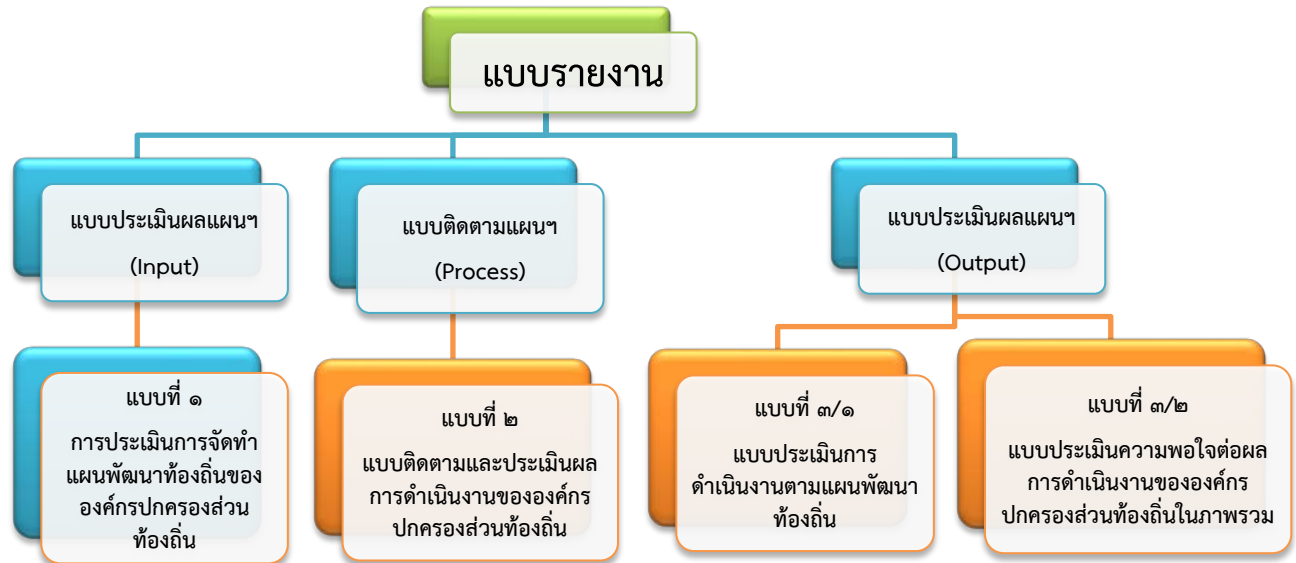 แบบรายงาน
แบบประเมินผลแผนฯ
(Input)
แบบติดตามแผนฯ
(Process)
แบบประเมินผลแผนฯ
(Output)
แบบที่ ๑
การประเมินการจัดทำ
แผนพัฒนาท้องถิ่นของ
องค์กรปกครองส่วน
ท้องถิ่น
แบบที่ ๒
แบบติดตามและประเมินผล
การดำเนินงานขององค์กร
ปกครองส่วนท้องถิ่น
แบบที่ ๓/๑
แบบประเมินการ
ดำเนินงานตามแผนพัฒนา
ท้องถิ่น
แบบที่ ๓/๒
แบบประเมินความพอใจต่อผล
การดำเนินงานขององค์กร
ปกครองส่วนท้องถิ่นในภาพรวม